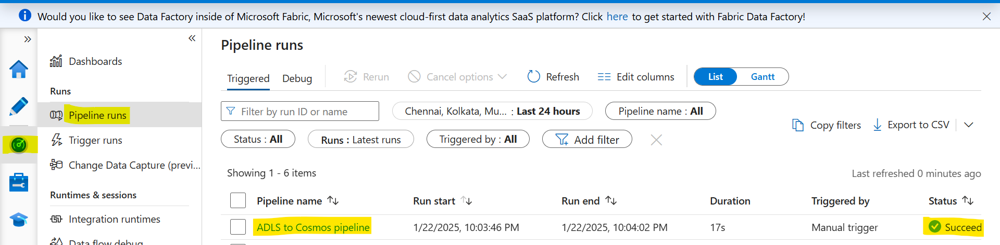 Would you like to see Data Factory inside of Microsoft Fabric, Microsoft's newest cloud-first data analytics SaaS platform? Click here to get started with Fabric Data Factory!
Dashboards
Runs
Pipeline runs
Trigger runs
Change Data Capture (previ...
Runtimes & sessions
Integration runtimes
Data flow debug
Pipeline runs
Triggered Debug Rerun Cancel options Refresh Edit columns List Gantt
Filter by run ID or name Chennai, Kolkata, Mu... : Last 24 hours Pipeline name : All
Status : All Runs : Latest runs Triggered by : All Add filter
Copy filters Export to CSV
Showing 1 - 6 items
Last refreshed 0 minutes ago
Pipeline name Run start Run end Duration Triggered by Status
ADLS to Cosmos pipeline 1/22/2025, 10:03:46 PM 1/22/2025, 10:04:02 PM 17s Manual trigger Succeed